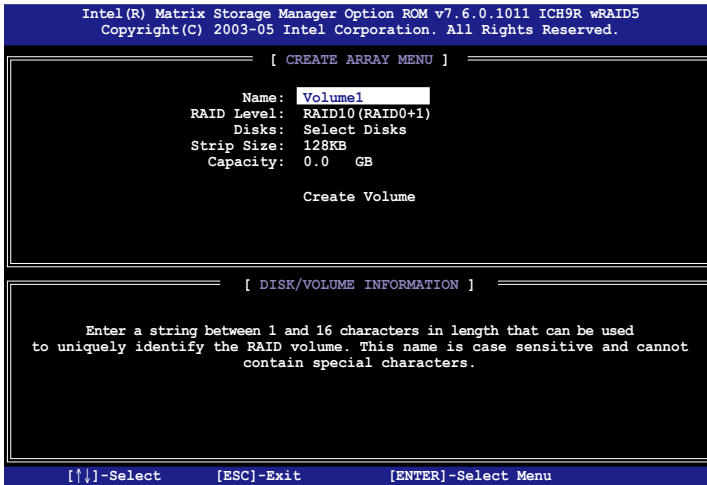 Intel(R) Matrix Storage Manager Option ROM v7.6.0.1011 ICH9R wRAID5
Copyright(C) 2003-05 Intel Corporation. All Rights Reserved.
[ CREATE ARRAY MENU ]
Name: Volume1
RAID Level: RAID10(RAID0+1)
Disks: Select Disks
Strip Size: 128KB
Capacity: 0.0 GB
Create Volume
[ DISK/VOLUME INFORMATION ]
Enter a string between 1 and 16 characters in length that can be used
to uniquely identify the RAID volume. This name is case sensitive and cannot
contain special characters.
[↑↓]-Select [ESC]-Exit [ENTER]-Select Menu